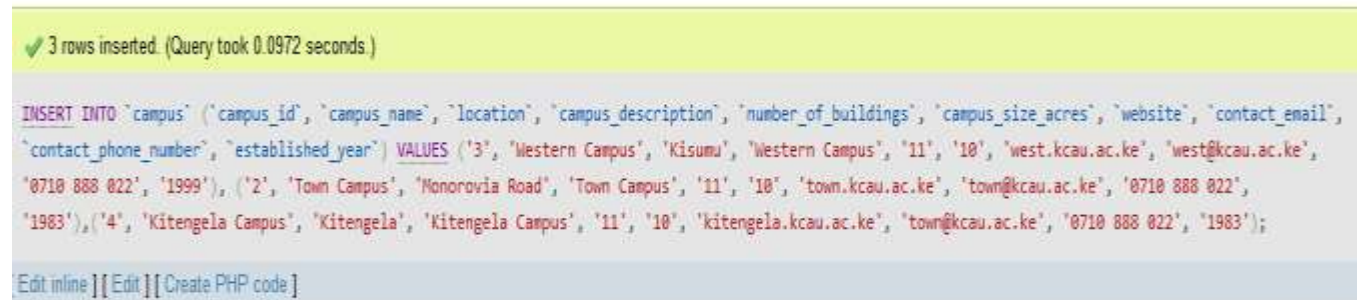 3 rows inserted. (Query took 0.0972 seconds.)
INSERT INTO `campus` (`campus_id`, `campus_name`, `location`, `campus_description`, `number_of_buildings`, `campus_size_acres`, `website`, `contact_email`,
`contact_phone_number`, `established_year`) VALUES ('3', 'Western Campus', 'Kisumu', 'Western Campus', '11', '10', 'west.kcau.ac.ke', 'west@kcau.ac.ke',
'0710 888 022', '1999'), ('2', 'Town Campus', 'Monorovia Road', 'Town Campus', '11', '10', 'town.kcau.ac.ke', 'town@kcau.ac.ke', '0710 888 022',
'1983'),('4', 'Kitengela Campus', 'Kitengela', 'Kitengela Campus', '11', '10', 'kitengela.kcau.ac.ke', 'town@kcau.ac.ke', '0710 888 022', '1983');
[Edit inline] [ Edit ] [ Create PHP code ]